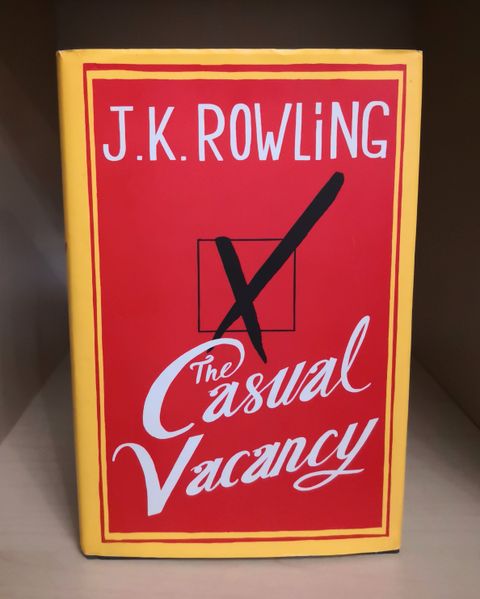 J.K. ROWLiNG
The
Casual
Vacancy